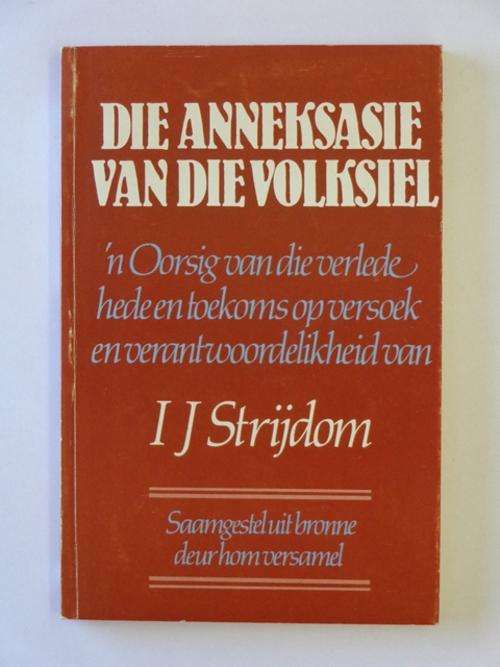 DIE ANNEKSASIE
VAN DIE VOLKSIEL
'n Oorsig van die verlede
hede en toekoms op versoek
en verantwoordelikheid van
I J Strijdom
Saamgestel uit bronne
deur hom versamel